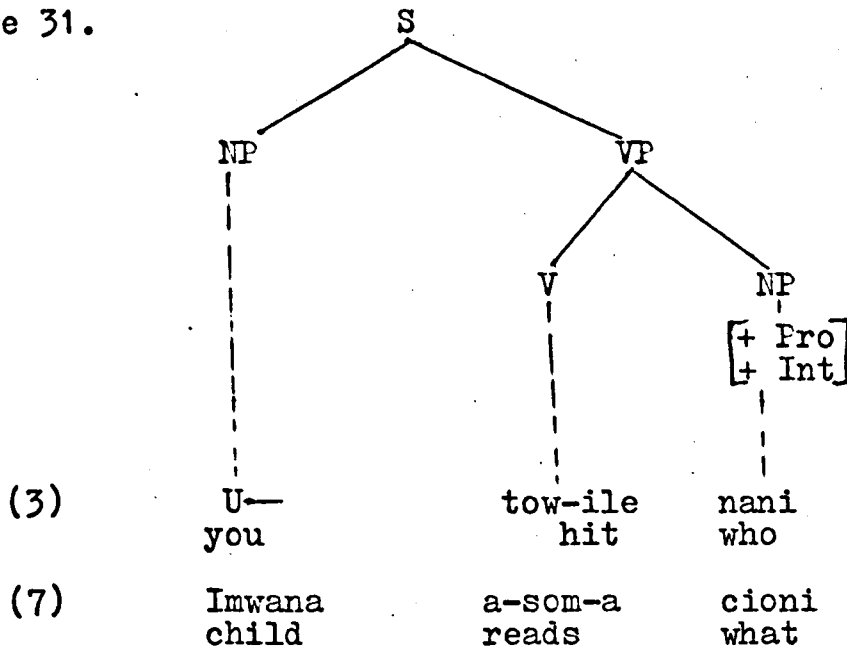 e 31.
S
NP VP
V NP
[+ Pro
+ Int]
(3) U— tow-ile nani
you hit who
(7) Imwana a-som-a cioni
child reads what